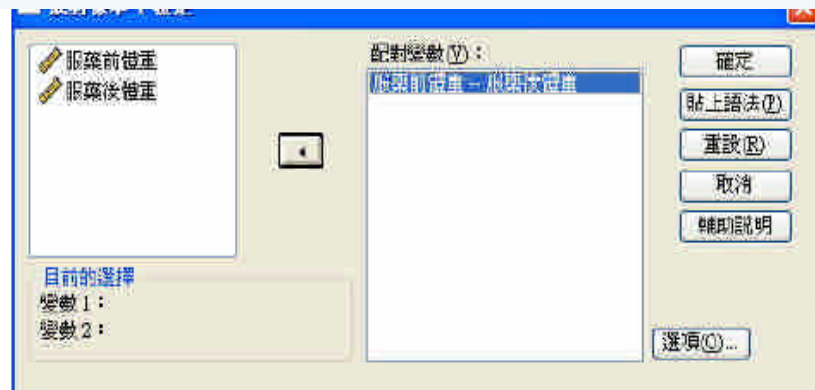 服藥前體重
服藥後體重
配對變數(V)：
服藥前體重 -- 服藥後體重
確定
貼上語法(P)
重設(R)
取消
輔助說明
目前的選擇
變數 1：
變數 2：
選項(O)...